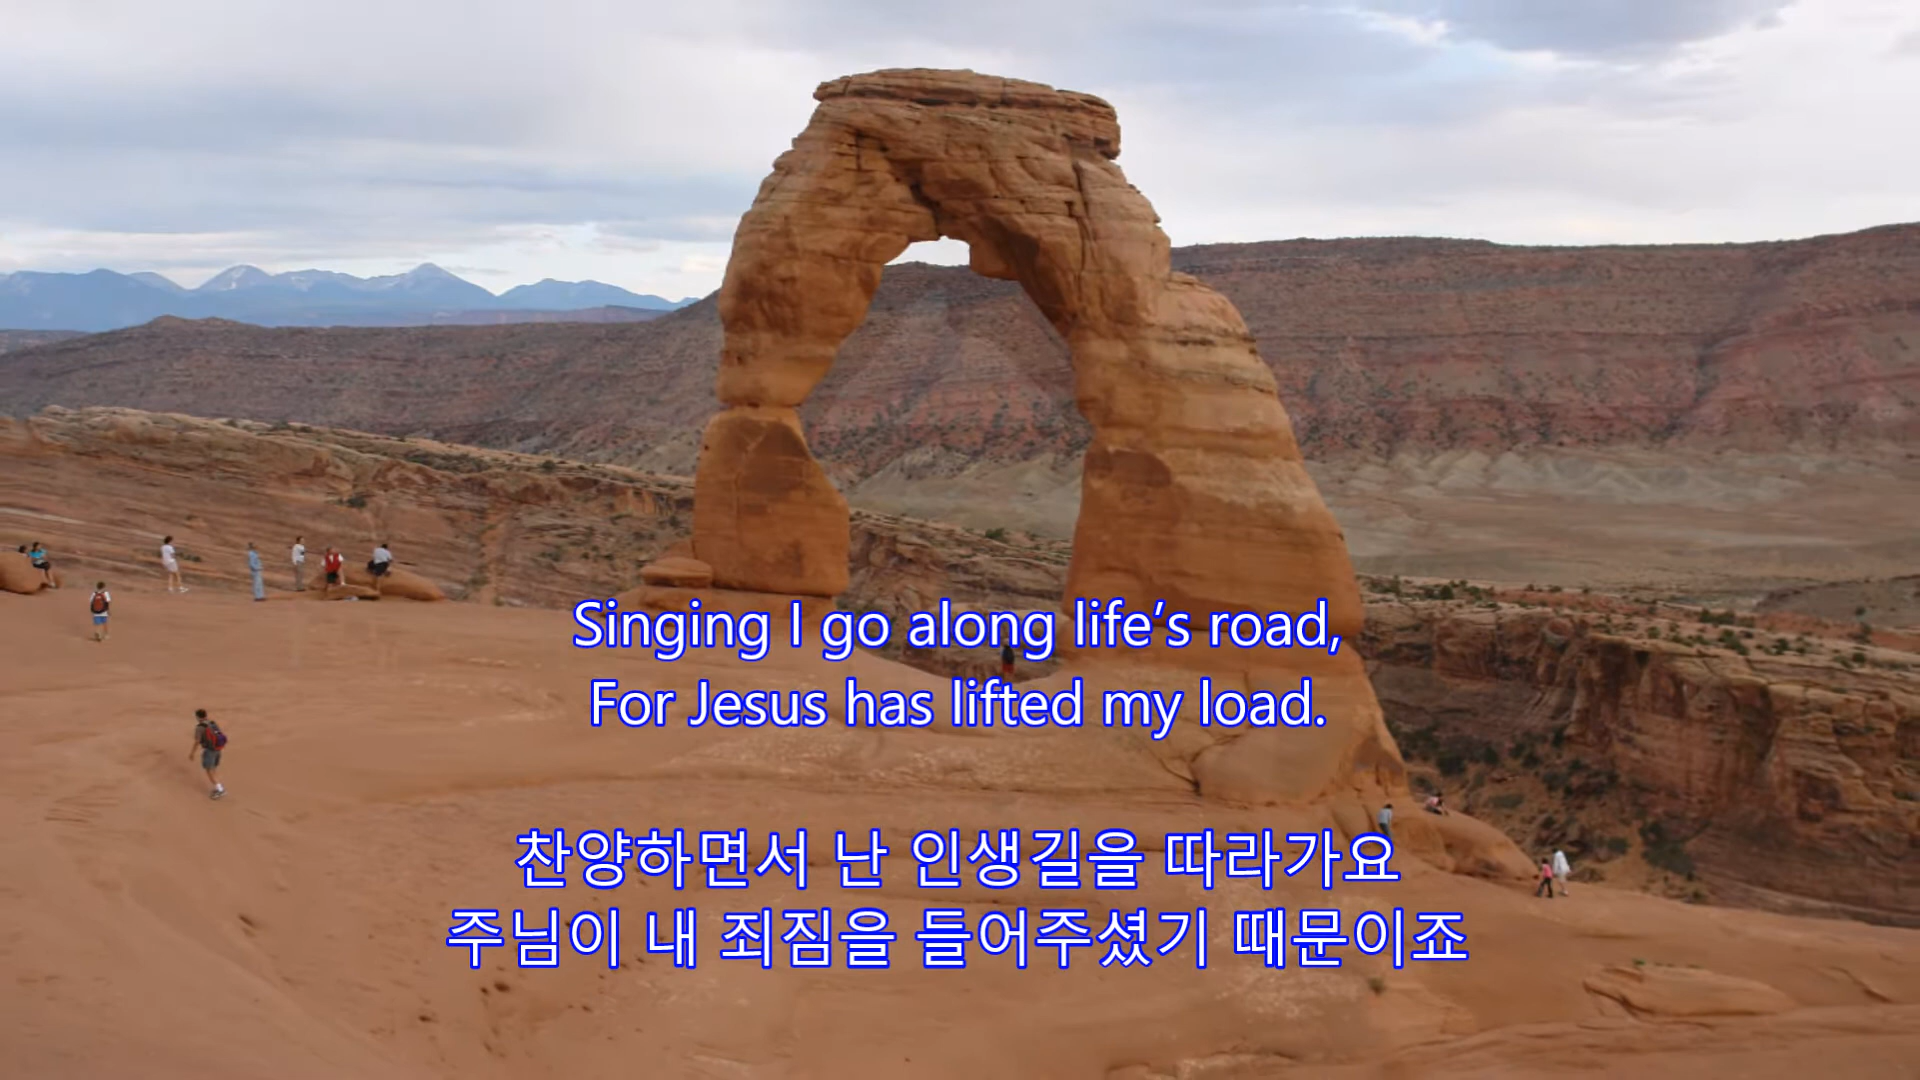 Singing I go along life’s road,
For Jesus has lifted my load.
찬양하면서 난 인생길을 따라가요
주님이 내 죄짐을 들어주셨기 때문이죠